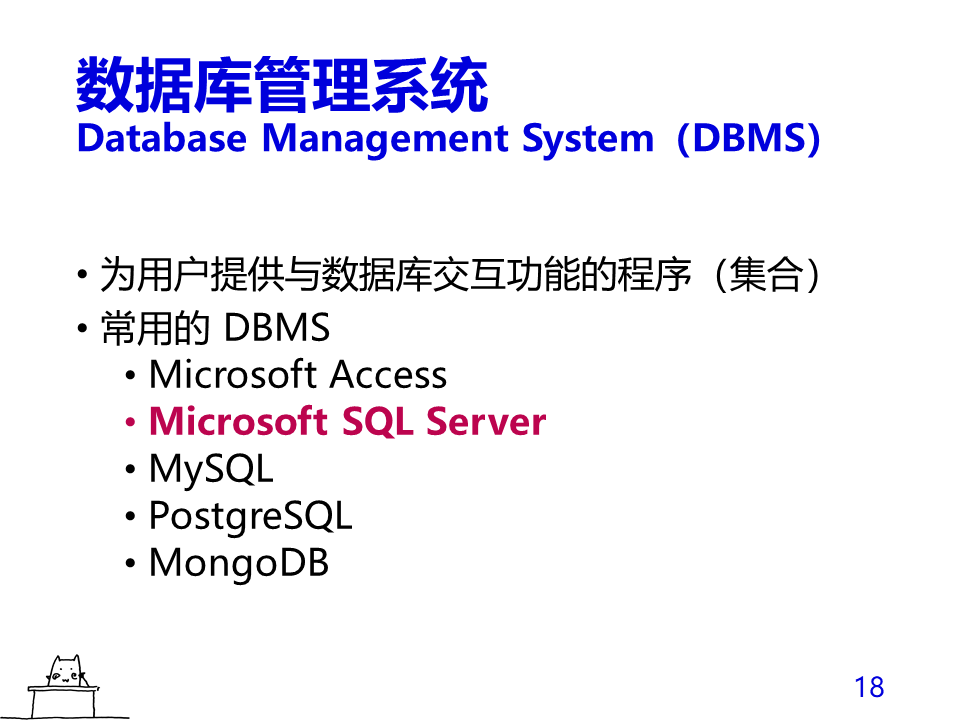 数据库管理系统
Database Management System（DBMS）
• 为用户提供与数据库交互功能的程序（集合）
• 常用的 DBMS
• Microsoft Access
• Microsoft SQL Server
• MySQL
• PostgreSQL
• MongoDB
18